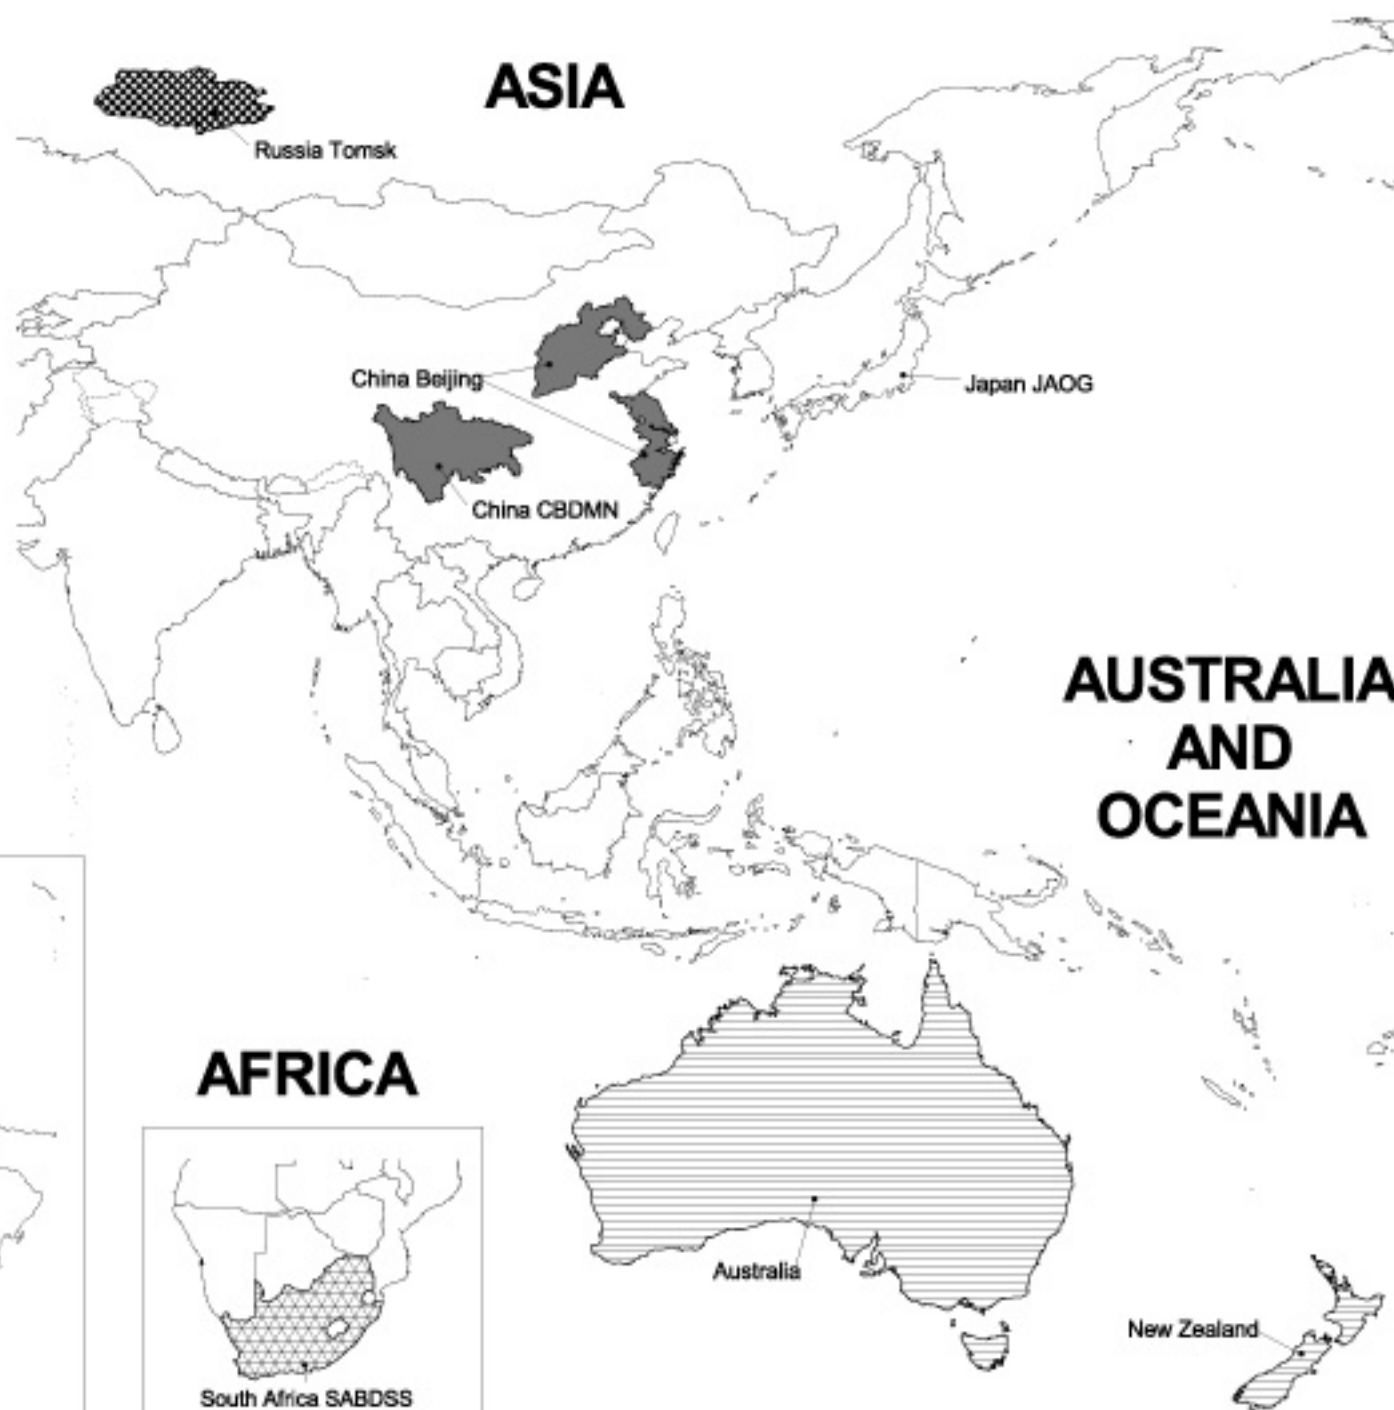 ASIA
Russia Tomsk
China Beijing
Japan JAOG
China CBDMN
AUSTRALIA
AND
OCEANIA
AFRICA
Australia
New Zealand
South Africa SABDSS